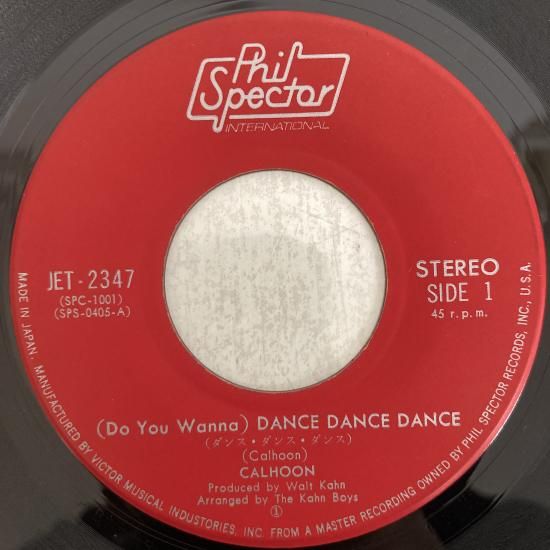 Phil
Spector
INTERNATIONAL
JET-2347
(SPC-1001)
(SPS-0405-A)
STEREO
SIDE 1
45 r.p.m.
(Do You Wanna) DANCE DANCE DANCE
(ダンス・ダンス・ダンス)
(Calhoon)
CALHOON
Produced by Walt Kahn
Arranged by The Kahn Boys
①
MADE IN JAPAN. MANUFACTURED BY VICTOR MUSICAL INDUSTORIES, INC. FROM A MASTER RECORDING OWNED BY PHIL SPECTOR RECORDS, INC., U.S.A.